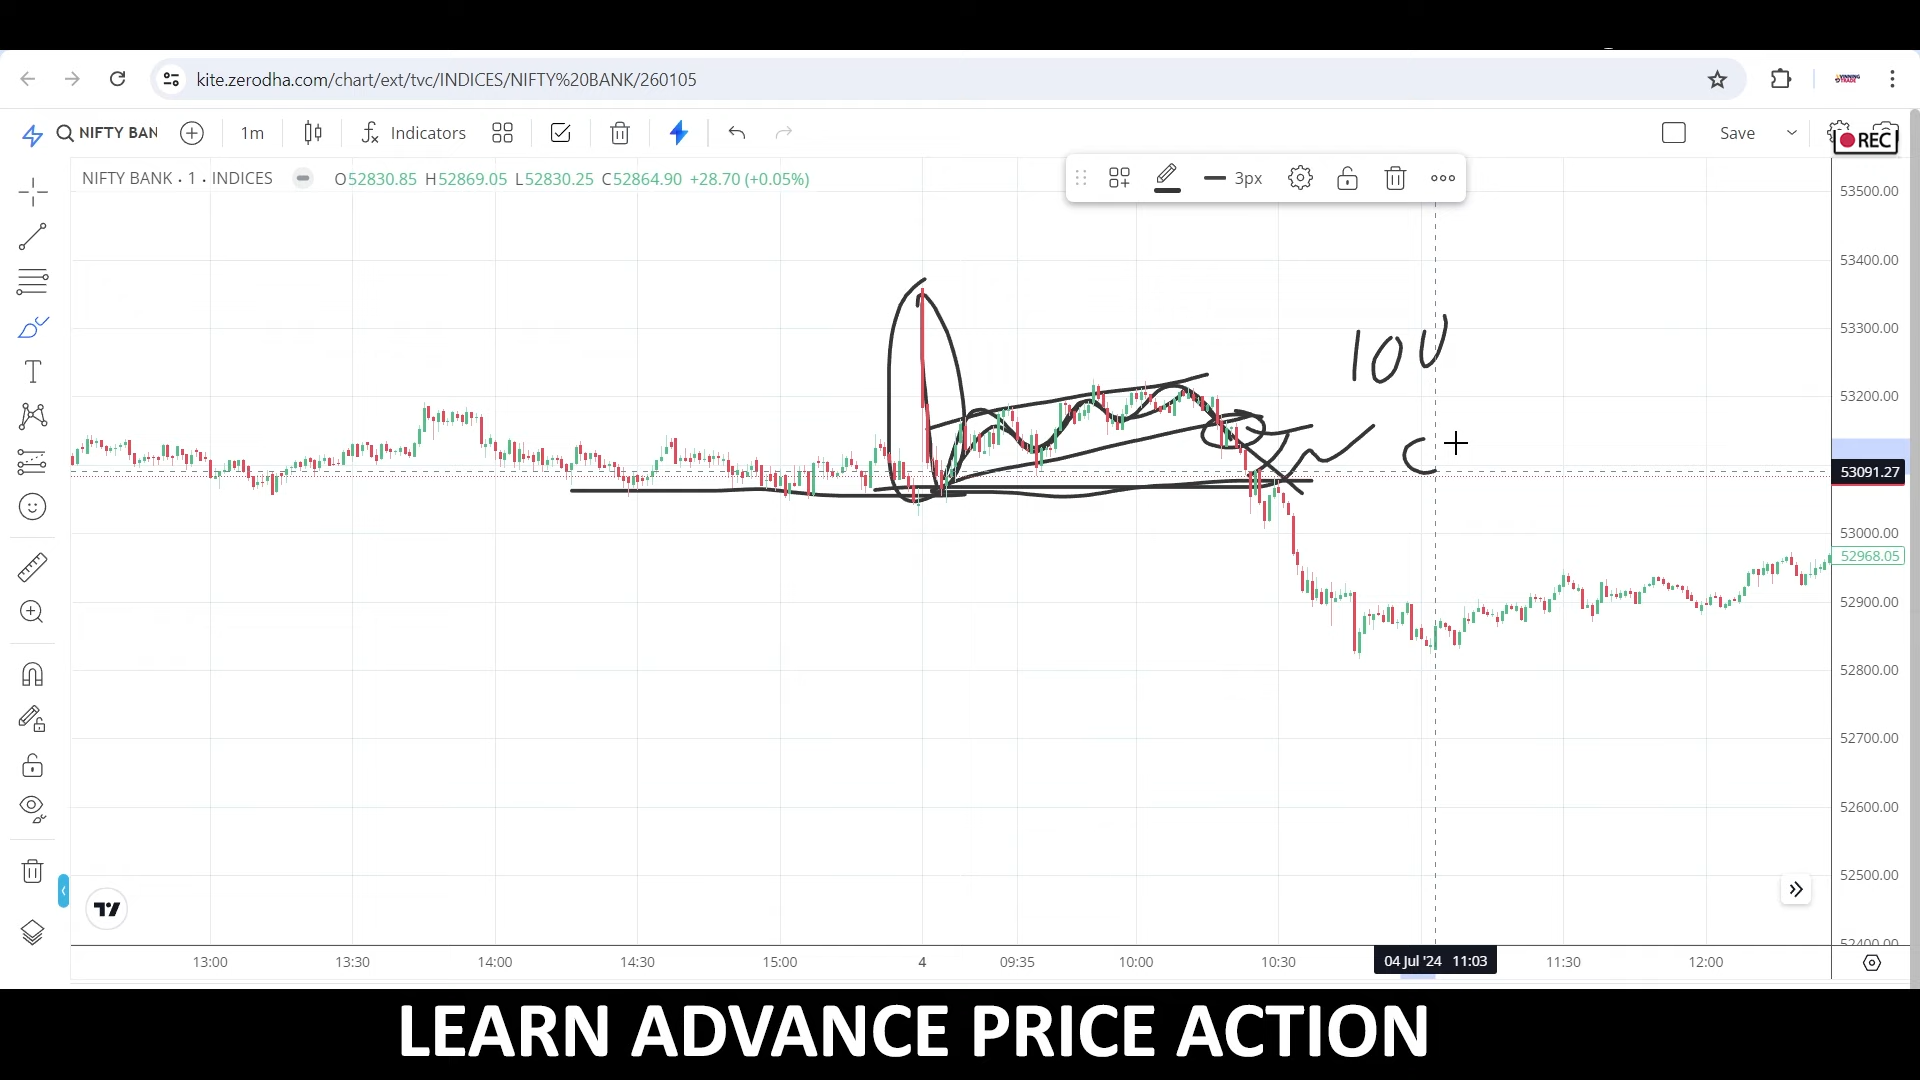 kite.zerodha.com/chart/ext/tvc/INDICES/NIFTY%20BANK/260105
NIFTY BAN
1m
Indicators
Save
REC
NIFTY BANK · 1 · INDICES
O52830.85 H52869.05 L52830.25 C52864.90 +28.70 (+0.05%)
3px
53500.00
53400.00
53300.00
53200.00
53091.27
53000.00
52968.05
52900.00
52800.00
52700.00
52600.00
52500.00
52400.00
13:00
13:30
14:00
14:30
15:00
4
09:35
10:00
10:30
04 Jul '24 11:03
11:30
12:00
LEARN ADVANCE PRICE ACTION